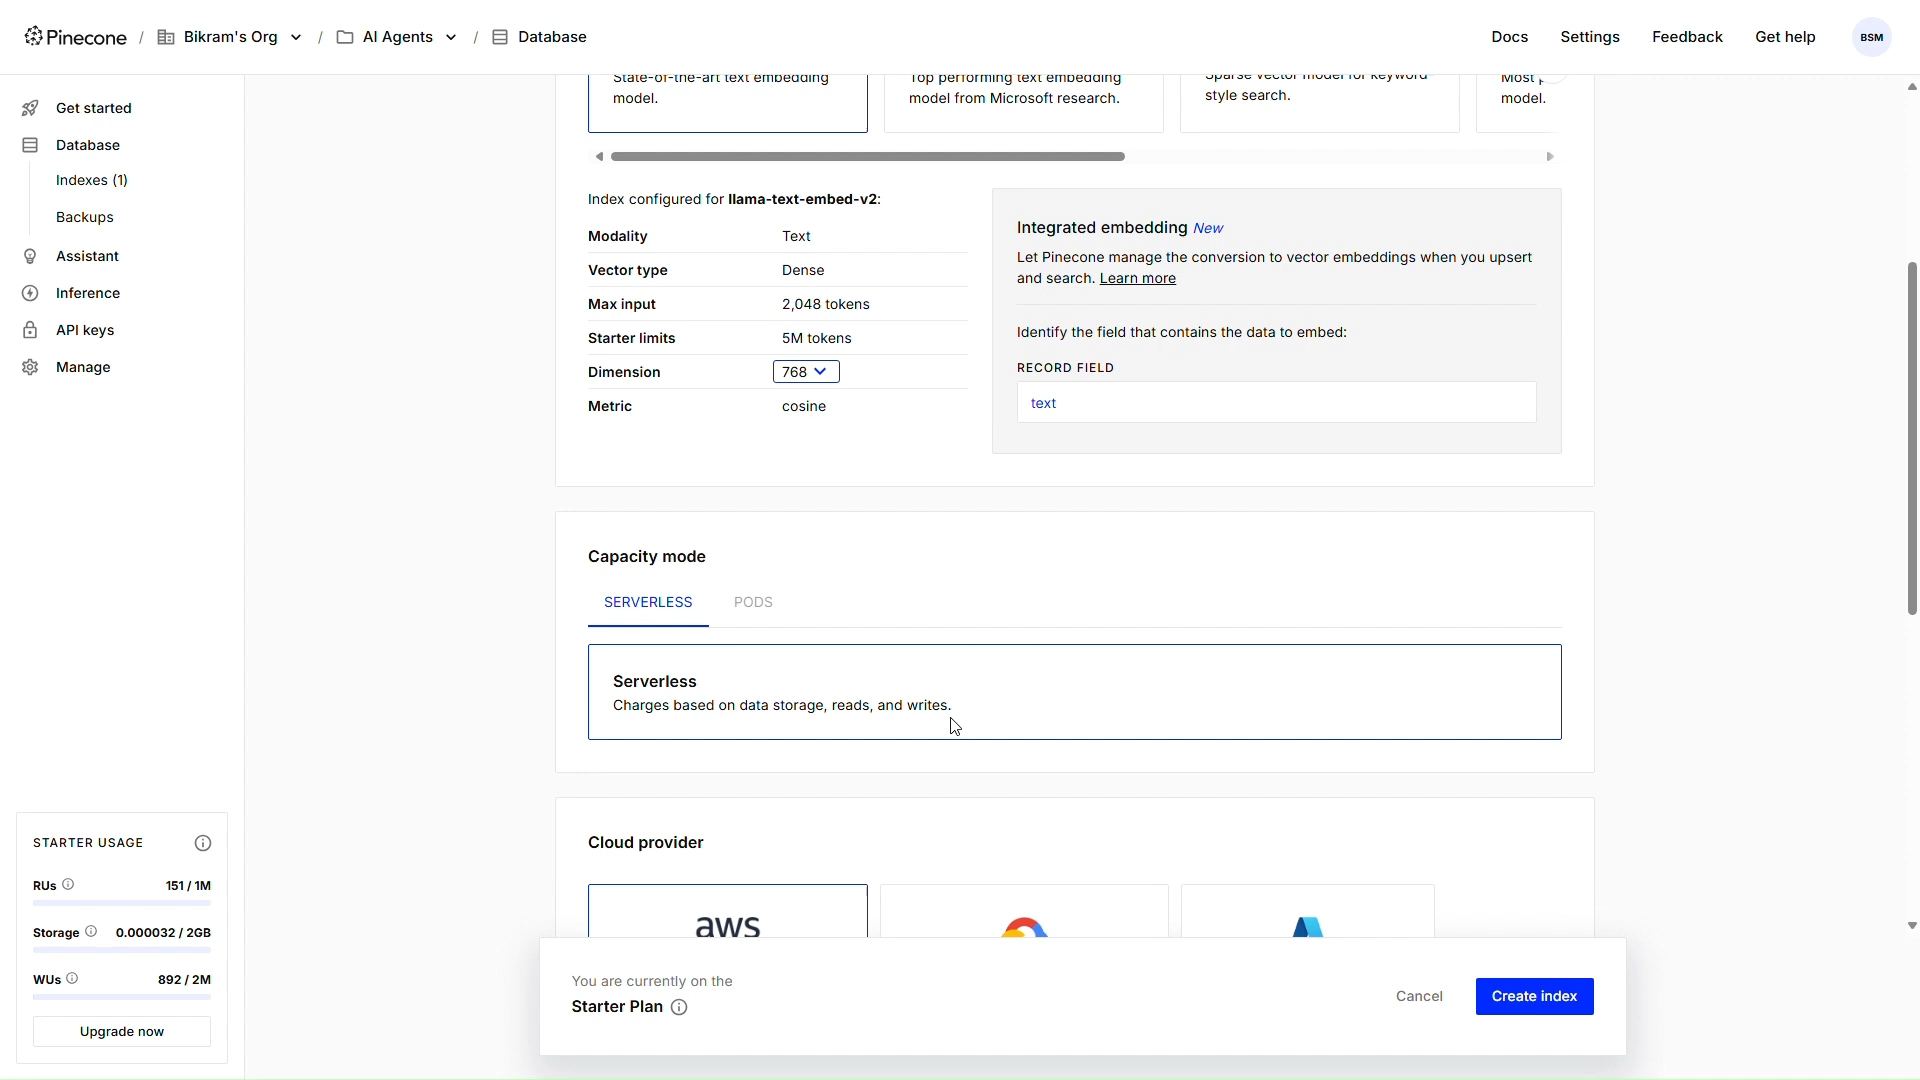 Pinecone / Bikram's Org / AI Agents / Database
Docs Settings Feedback Get help BSM
Get started
Database
Indexes (1)
Backups
Assistant
Inference
API keys
Manage
STARTER USAGE
RUs 151 / 1M
Storage 0.000032 / 2GB
WUs 892 / 2M
Upgrade now
State-of-the-art text embedding
model.
Top performing text embedding
model from Microsoft research.
Sparse vector model for keyword-
style search.
Most
model.
Index configured for llama-text-embed-v2:
Modality Text
Vector type Dense
Max input 2,048 tokens
Starter limits 5M tokens
Dimension 768
Metric cosine
Integrated embedding New
Let Pinecone manage the conversion to vector embeddings when you upsert
and search. Learn more
Identify the field that contains the data to embed:
RECORD FIELD
text
Capacity mode
SERVERLESS PODS
Serverless
Charges based on data storage, reads, and writes.
Cloud provider
aws
You are currently on the
Starter Plan
Cancel Create index